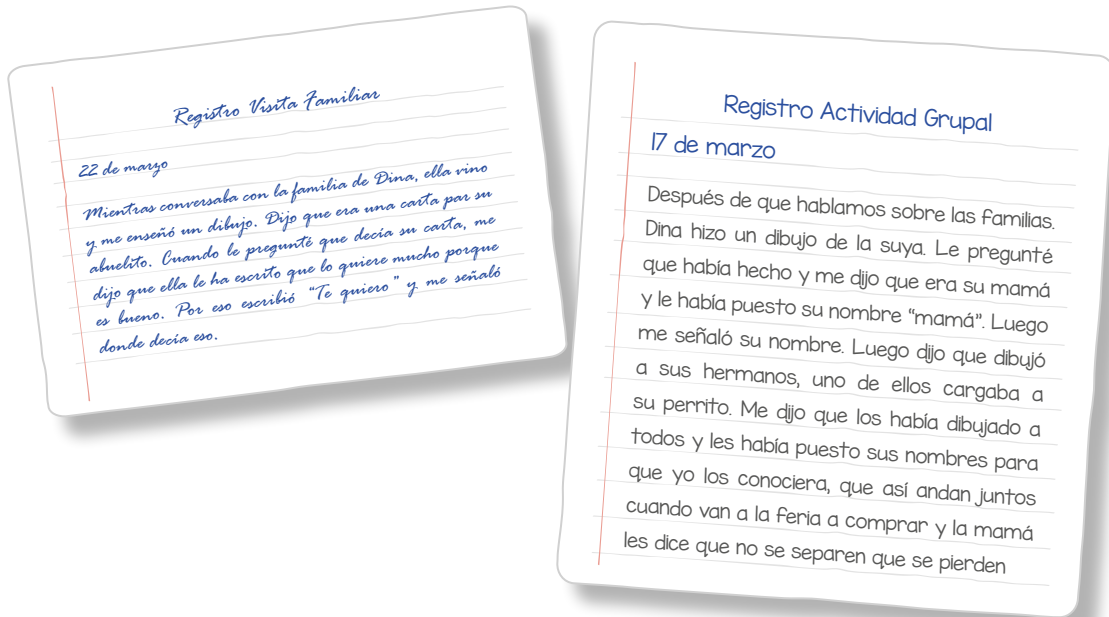 Registro Visita Familiar
22 de marzo
Mientras conversaba con la familia de Dina, ella vino
y me enseñó un dibujo. Dijo que era una carta par su
abuelito. Cuando le pregunté que decía su carta, me
dijo que ella le ha escrito que lo quiere mucho porque
es bueno. Por eso escribió “Te quiero” y me señaló
donde decía eso.
Registro Actividad Grupal
17 de marzo
Después de que hablamos sobre las familias.
Dina hizo un dibujo de la suya. Le pregunté
que había hecho y me dijo que era su mamá
y le había puesto su nombre “mamá”. Luego
me señaló su nombre. Luego dijo que dibujó
a sus hermanos, uno de ellos cargaba a
su perrito. Me dijo que los había dibujado a
todos y les había puesto sus nombres para
que yo los conociera, que así andan juntos
cuando van a la feria a comprar y la mamá
les dice que no se separen que se pierden